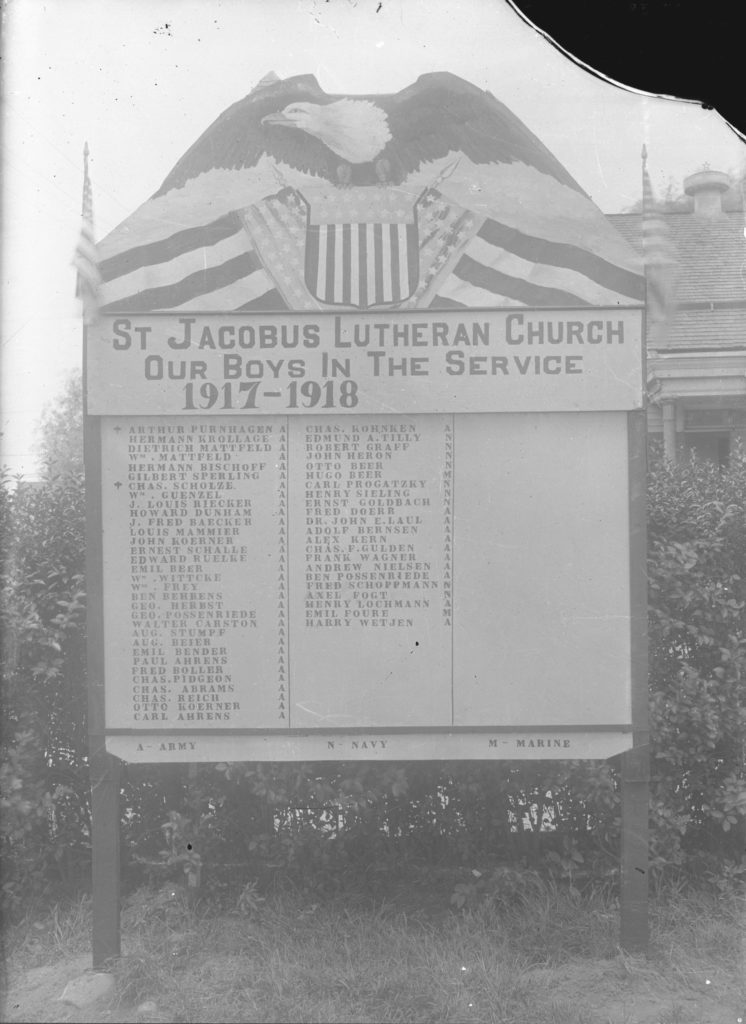 St Jacobus Lutheran Church
Our Boys In The Service
1917-1918
✝ ARTHUR PURNHAGEN A
HERMANN KROLLAGE A
DIETRICH MATTFELD A
Wm. MATTFELD A
HERMANN BISCHOFF A
GILBERT SPERLING A
✝ CHAS. SCHOLZE A
Wm. GUENZEL A
J. LOUIS RIECKER A
HOWARD DUNHAM A
J. FRED BAECKER A
LOUIS MAMMIER A
JOHN KOERNER A
ERNEST SCHALLE A
EDWARD RUELKE A
EMIL BEER A
Wm. WITTCKE A
Wm. FREY A
BEN BEHRENS A
GEO. HERBST A
GEO. POSSENRIEDE A
WALTER CARSTON A
AUG. STUMPF A
AUG. BEIER A
EMIL BENDER A
PAUL AHRENS A
FRED BOLLER A
CHAS. PIDGEON A
CHAS. ABRAMS A
CHAS. REICH A
OTTO KOERNER A
CARL AHRENS A
CHAS. KOHNKEN A
EDMUND A. TILLY N
ROBERT GRAFF N
JOHN HERON N
OTTO BEER N
HUGO BEER M
CARL PROGATZKY N
HENRY SIELING N
ERNST GOLDBACH N
FRED DOERR A
DR. JOHN E. LAUL A
ADOLF BERNSEN A
ALEX KERN A
CHAS. F. GULDEN A
FRANK WAGNER A
ANDREW NIELSEN A
BEN POSSENRIEDE A
FRED SCHOPPMANN N
AXEL FOGT N
HENRY LOCHMANN A
EMIL FOURE M
HARRY WETJEN A
A - ARMY N - NAVY M - MARINE